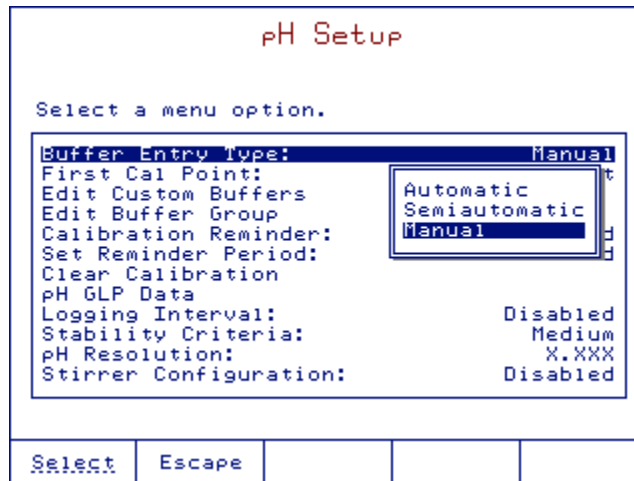 pH Setup
Select a menu option.
Buffer Entry Type: Manual
First Cal Point: t
Edit Custom Buffers
Edit Buffer Group
Calibration Reminder: d
Set Reminder Period: d
Clear Calibration
pH GLP Data
Logging Interval: Disabled
Stability Criteria: Medium
pH Resolution: X.XXX
Stirrer Configuration: Disabled
Automatic
Semiautomatic
Manual
Select Escape